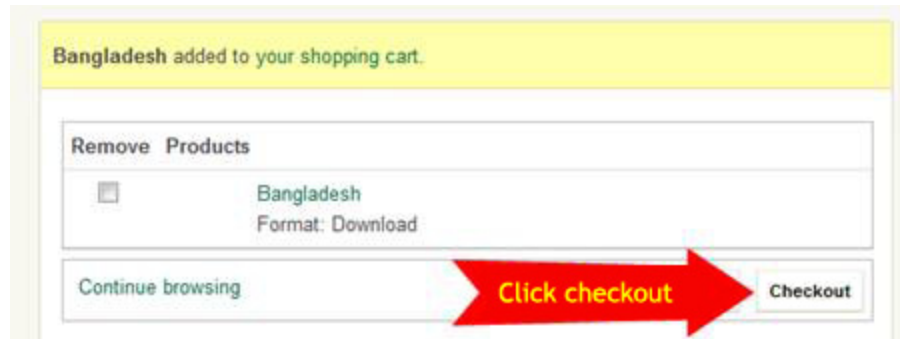 Bangladesh added to your shopping cart.
Remove Products
Bangladesh
Format: Download
Continue browsing
Click checkout
Checkout